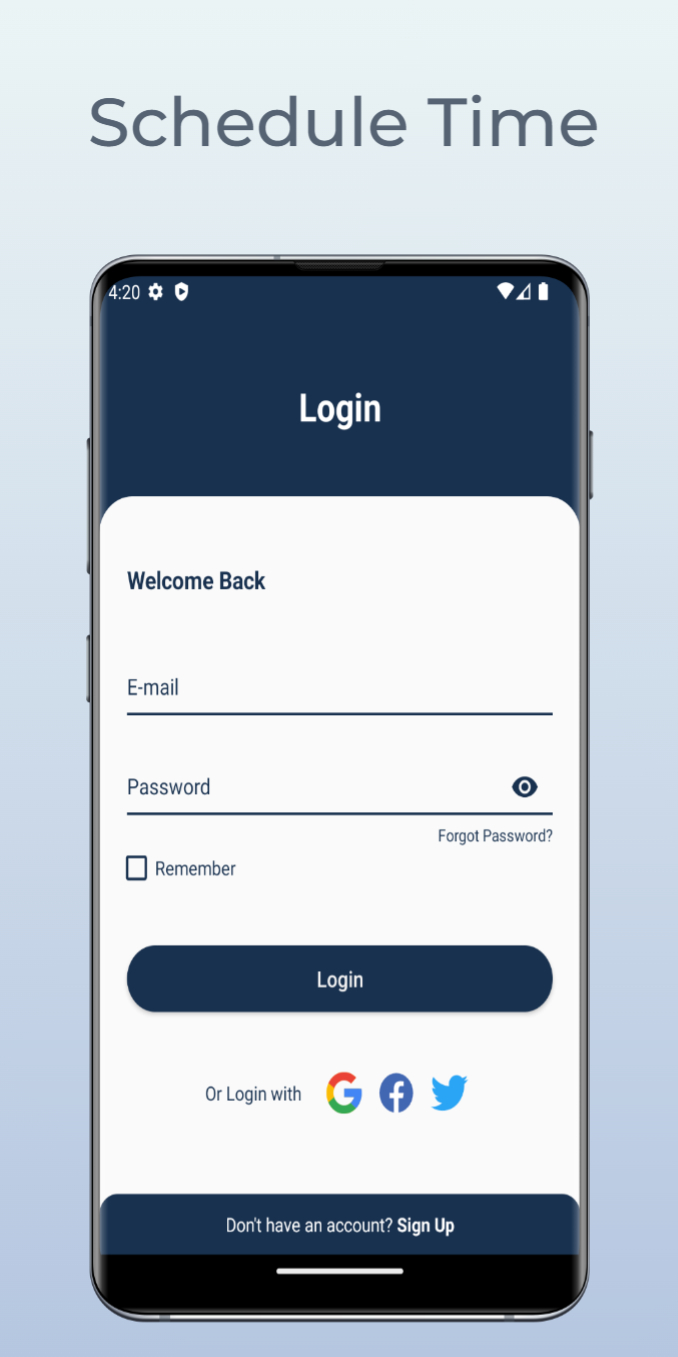 Schedule Time
4:20
Login
Welcome Back
E-mail
Password
Forgot Password?
Remember
Login
Or Login with
Don't have an account? Sign Up